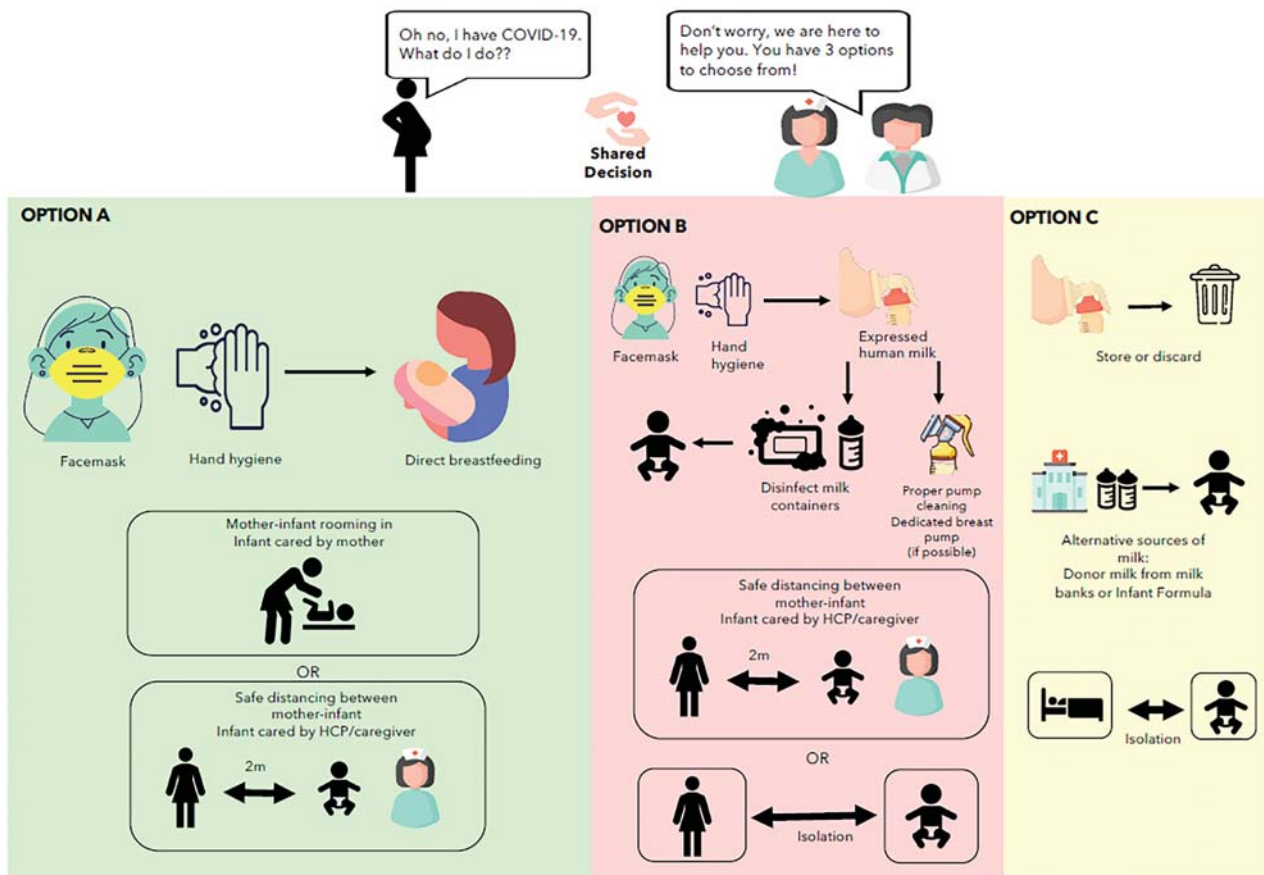 Oh no, I have COVID-19.
What do I do??
Don't worry, we are here to
help you. You have 3 options
to choose from!
Shared
Decision
OPTION A
Facemask
Hand hygiene
Direct breastfeeding
Mother-infant rooming in
Infant cared by mother
OR
Safe distancing between
mother-infant
Infant cared by HCP/caregiver
2m
OPTION B
Facemask
Hand
hygiene
Expressed
human milk
Disinfect milk
containers
Proper pump
cleaning
Dedicated breast
pump
(if possible)
Safe distancing between
mother-infant
Infant cared by HCP/caregiver
2m
OR
Isolation
OPTION C
Store or discard
Alternative sources of
milk:
Donor milk from milk
banks or Infant Formula
Isolation